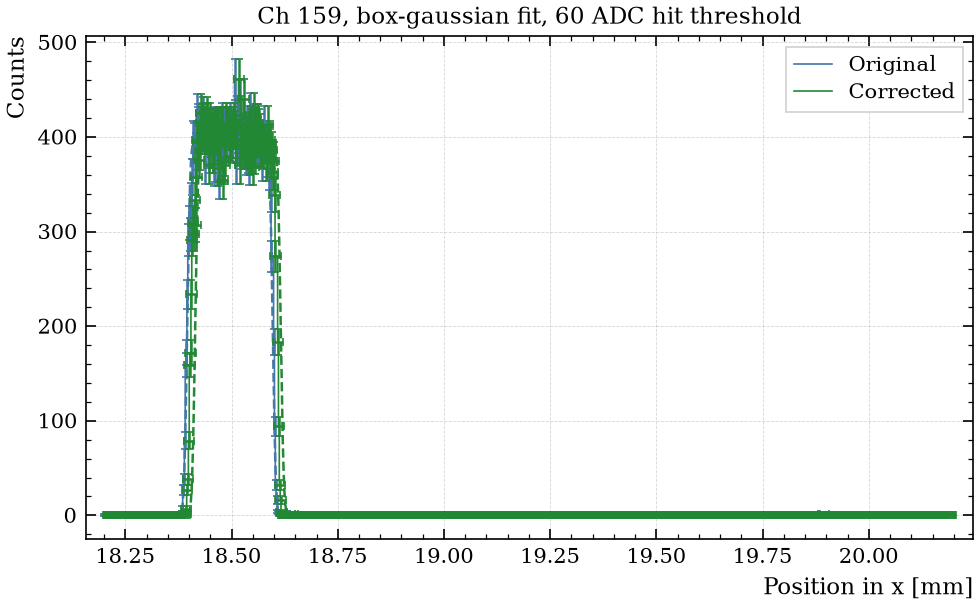 Ch 159, box-gaussian fit, 60 ADC hit threshold
Counts
500
400
300
200
100
0
Original
Corrected
18.25 18.50 18.75 19.00 19.25 19.50 19.75 20.00
Position in x [mm]